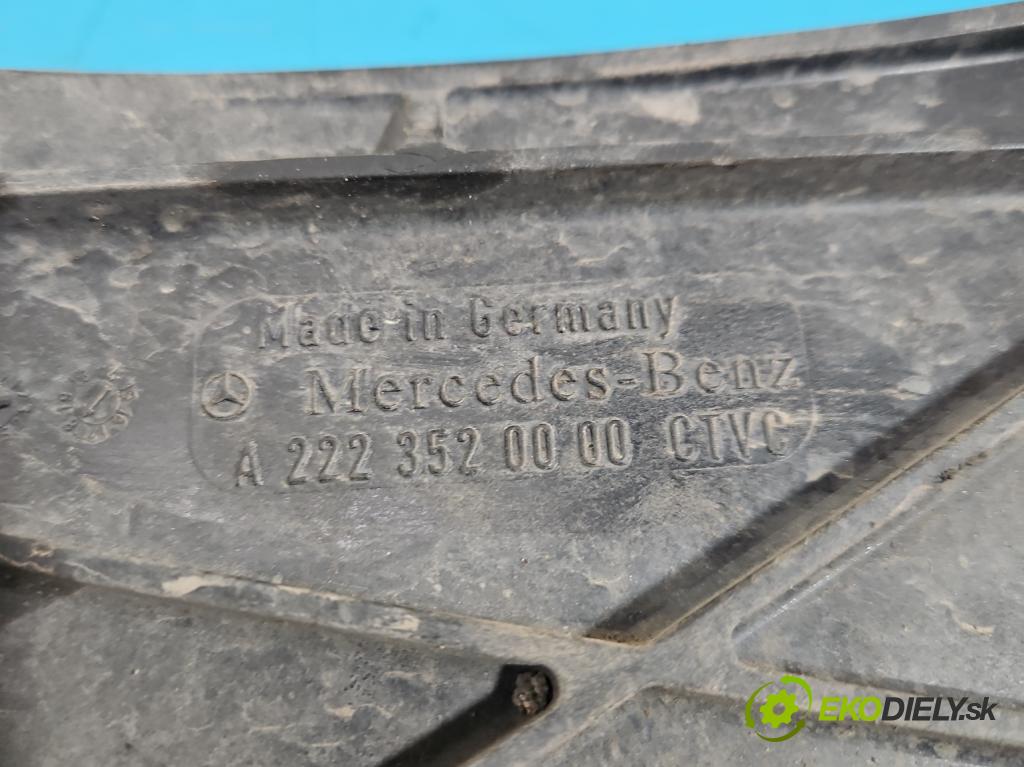 Made in Germany
Mercedes-Benz
A 222 352 00 00 CTVC
EKODIELY.sk